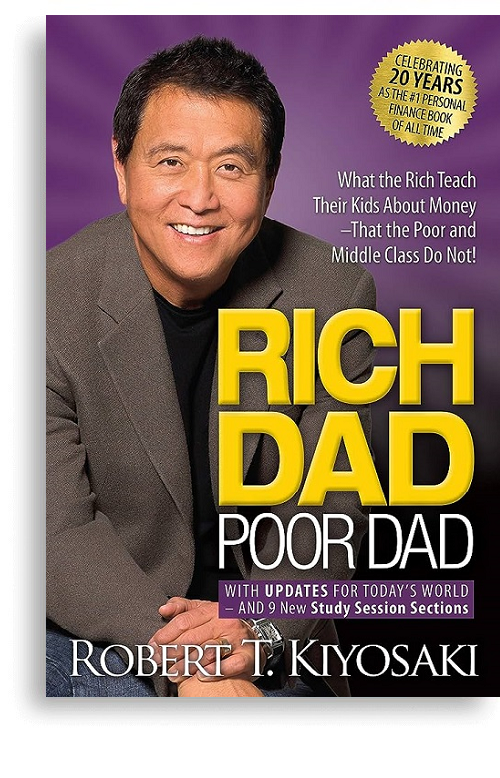 CELEBRATING
20 YEARS
AS THE #1 PERSONAL
FINANCE BOOK
OF ALL TIME
What the Rich Teach
Their Kids About Money
–That the Poor and
Middle Class Do Not!
RICH
DAD
POOR DAD
WITH UPDATES FOR TODAY'S WORLD
– AND 9 New Study Session Sections
ROBERT T. KIYOSAKI